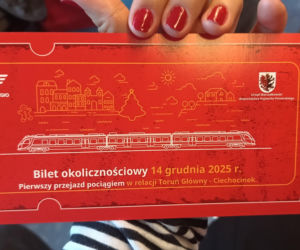 Bilet okolicznościowy 14 grudnia 2025 r.
Pierwszy przejazd pociągiem w relacji Toruń Główny - Ciechocinek.